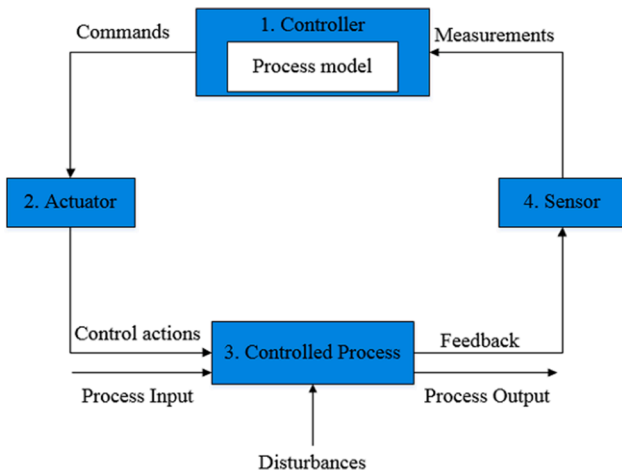 Commands
1. Controller
Measurements
Process model
2. Actuator
4. Sensor
Control actions
3. Controlled Process
Feedback
Process Input
Process Output
Disturbances